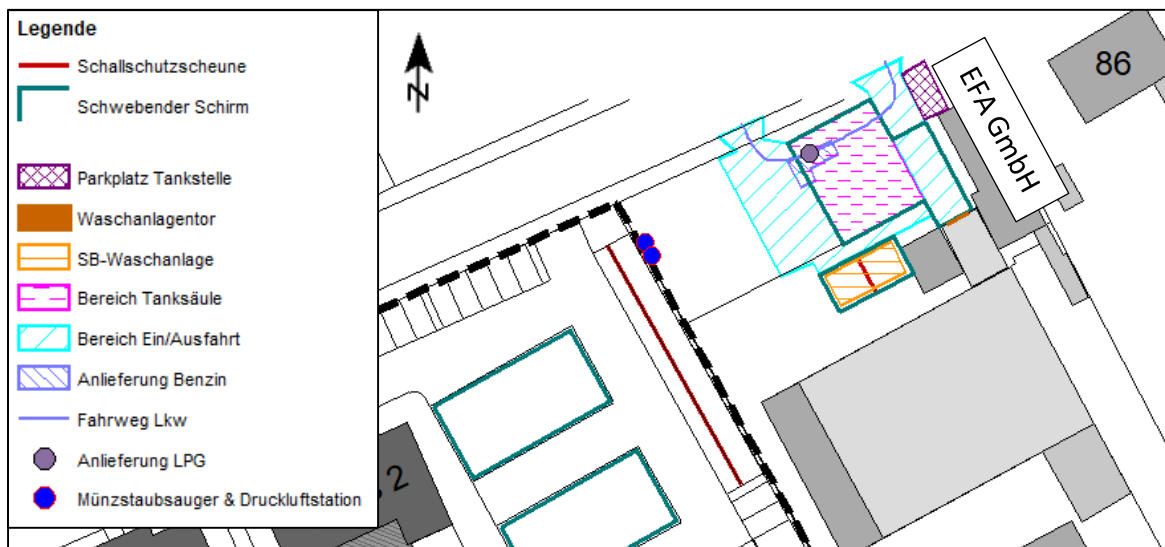 Legende
Schallschutzscheune
Schwebender Schirm
Parkplatz Tankstelle
Waschanlagentor
SB-Waschanlage
Bereich Tanksäule
Bereich Ein/Ausfahrt
Anlieferung Benzin
Fahrweg Lkw
Anlieferung LPG
Münzstaubsauger & Druckluftstation
N
EFA GmbH
86
2